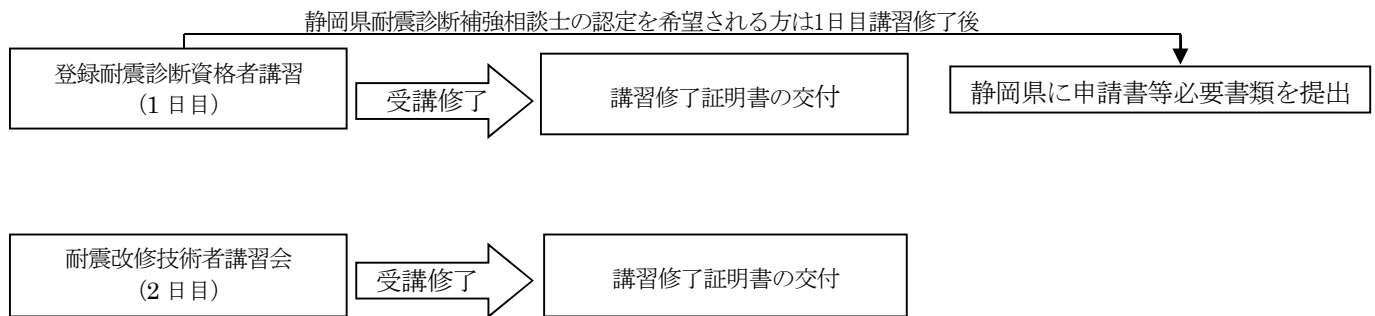 静岡県耐震診断補強相談士の認定を希望される方は1日目講習修了後
登録耐震診断資格者講習
（1 日目）
受講修了
講習修了証明書の交付
静岡県に申請書等必要書類を提出
耐震改修技術者講習会
（2 日目）
受講修了
講習修了証明書の交付